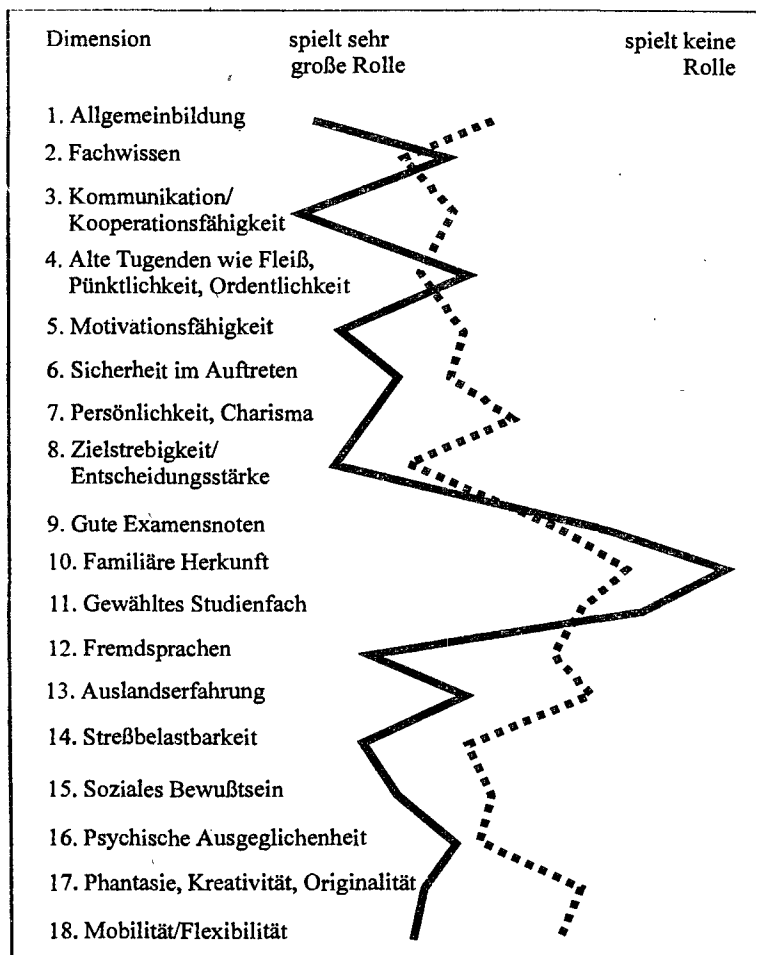 Dimension spielt sehr große Rolle spielt keine Rolle
1. Allgemeinbildung
2. Fachwissen
3. Kommunikation/
Kooperationsfähigkeit
4. Alte Tugenden wie Fleiß,
Pünktlichkeit, Ordentlichkeit
5. Motivationsfähigkeit
6. Sicherheit im Auftreten
7. Persönlichkeit, Charisma
8. Zielstrebigkeit/
Entscheidungsstärke
9. Gute Examensnoten
10. Familiäre Herkunft
11. Gewähltes Studienfach
12. Fremdsprachen
13. Auslandserfahrung
14. Streßbelastbarkeit
15. Soziales Bewußtsein
16. Psychische Ausgeglichenheit
17. Phantasie, Kreativität, Originalität
18. Mobilität/Flexibilität